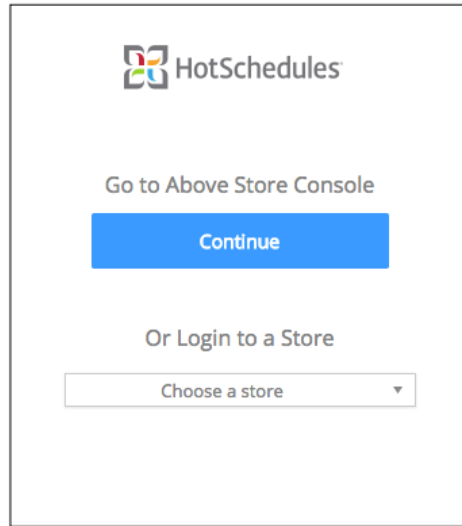 HotSchedules
Go to Above Store Console
Continue
Or Login to a Store
Choose a store